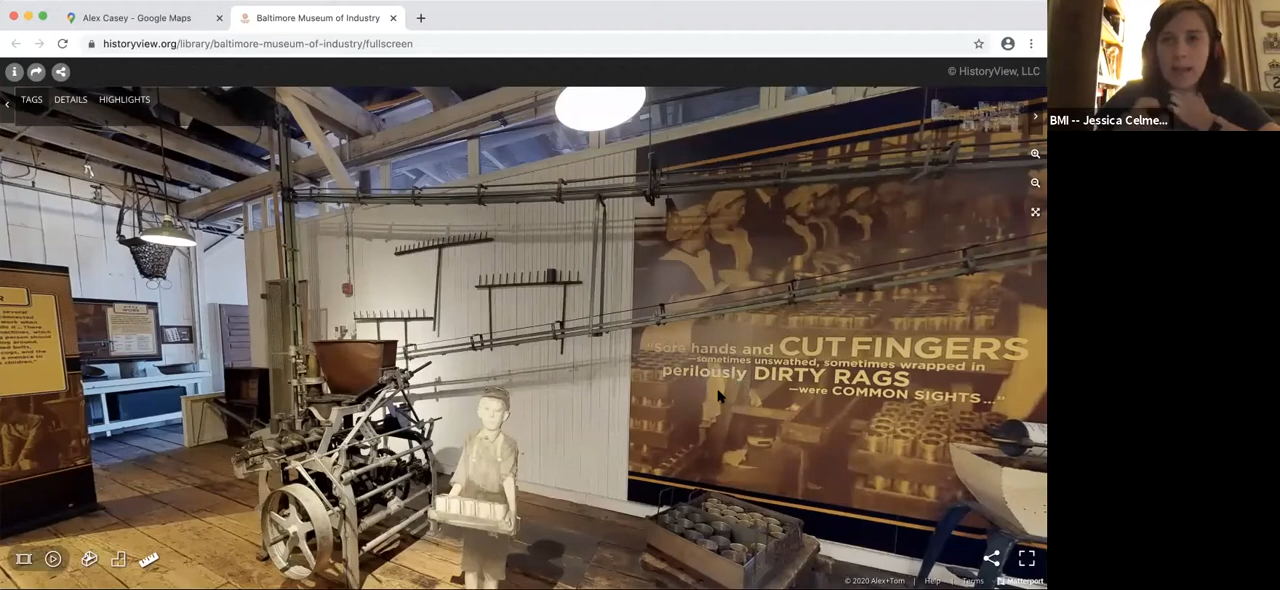 Alex Casey - Google Maps
Baltimore Museum of Industry
historyview.org/library/baltimore-museum-of-industry/fullscreen
© HistoryView, LLC
BMI -- Jessica Celme...
TAGS DETAILS HIGHLIGHTS
"Sore hands and CUT FINGERS
—sometimes unswathed, sometimes wrapped in
perilously DIRTY RAGS
—were COMMON SIGHTS..."
© 2020 Alex+Tom | Help | Terms Matterport